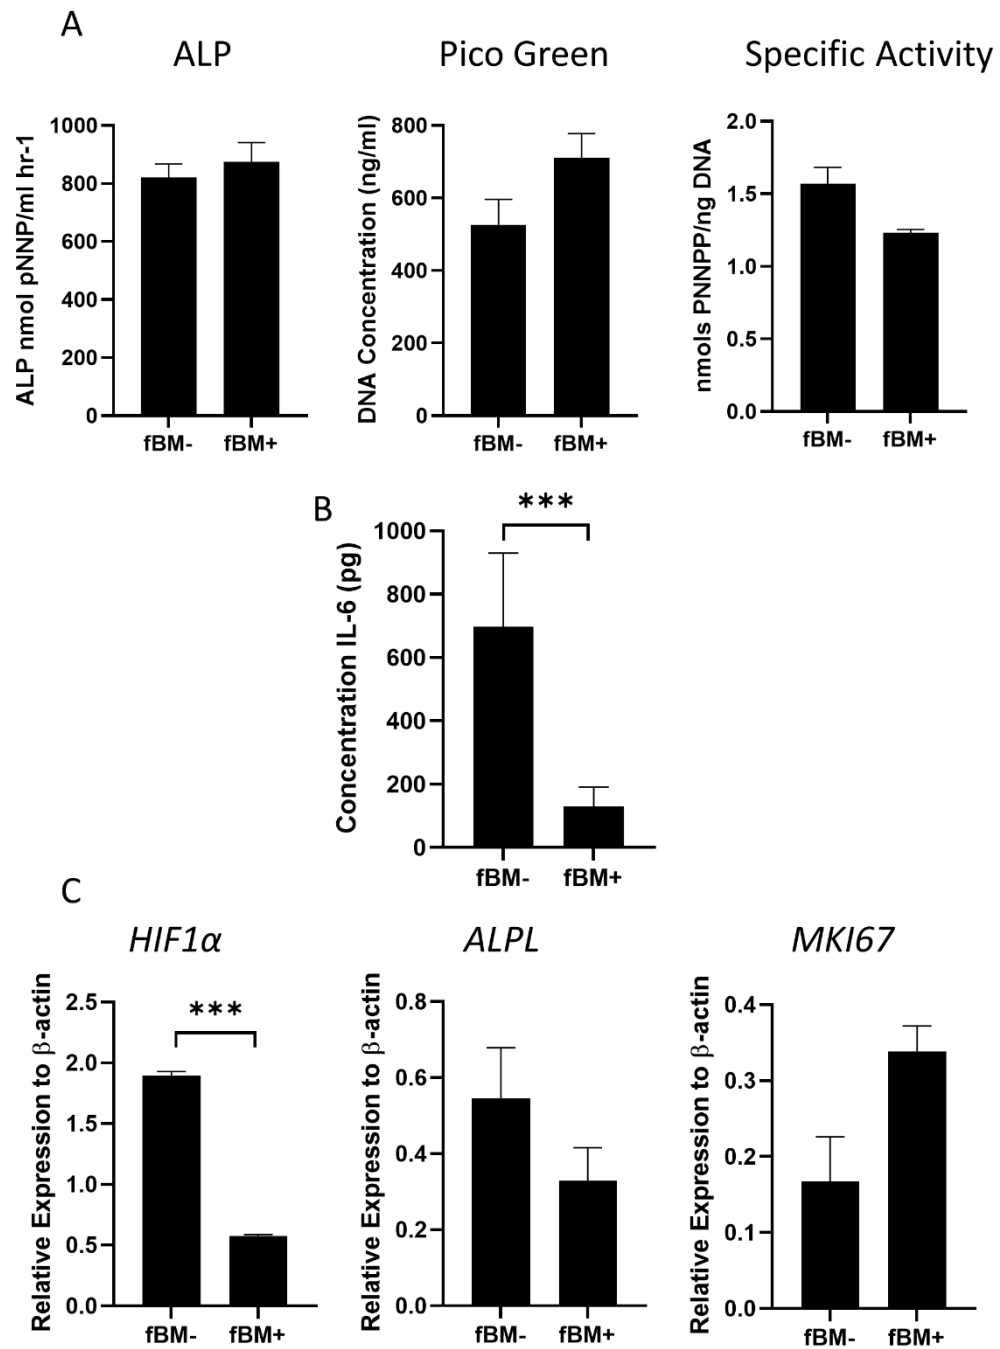 A
ALP
Pico Green
Specific Activity
ALP nmol pNNP/ml hr-1
1000
800
600
400
200
0
fBM-
fBM+
DNA Concentration (ng/ml)
800
600
400
200
0
fBM-
fBM+
nmols PNNPP/ng DNA
2.0
1.5
1.0
0.5
0.0
fBM-
fBM+
B
***
Concentration IL-6 (pg)
1000
800
600
400
200
0
fBM-
fBM+
C
HIF1α
ALPL
MKI67
Relative Expression to β-actin
2.5
2.0
1.5
1.0
0.5
0.0
***
fBM-
fBM+
Relative Expression to β-actin
0.8
0.6
0.4
0.2
0.0
fBM-
fBM+
Relative Expression to β-actin
0.4
0.3
0.2
0.1
0.0
fBM-
fBM+